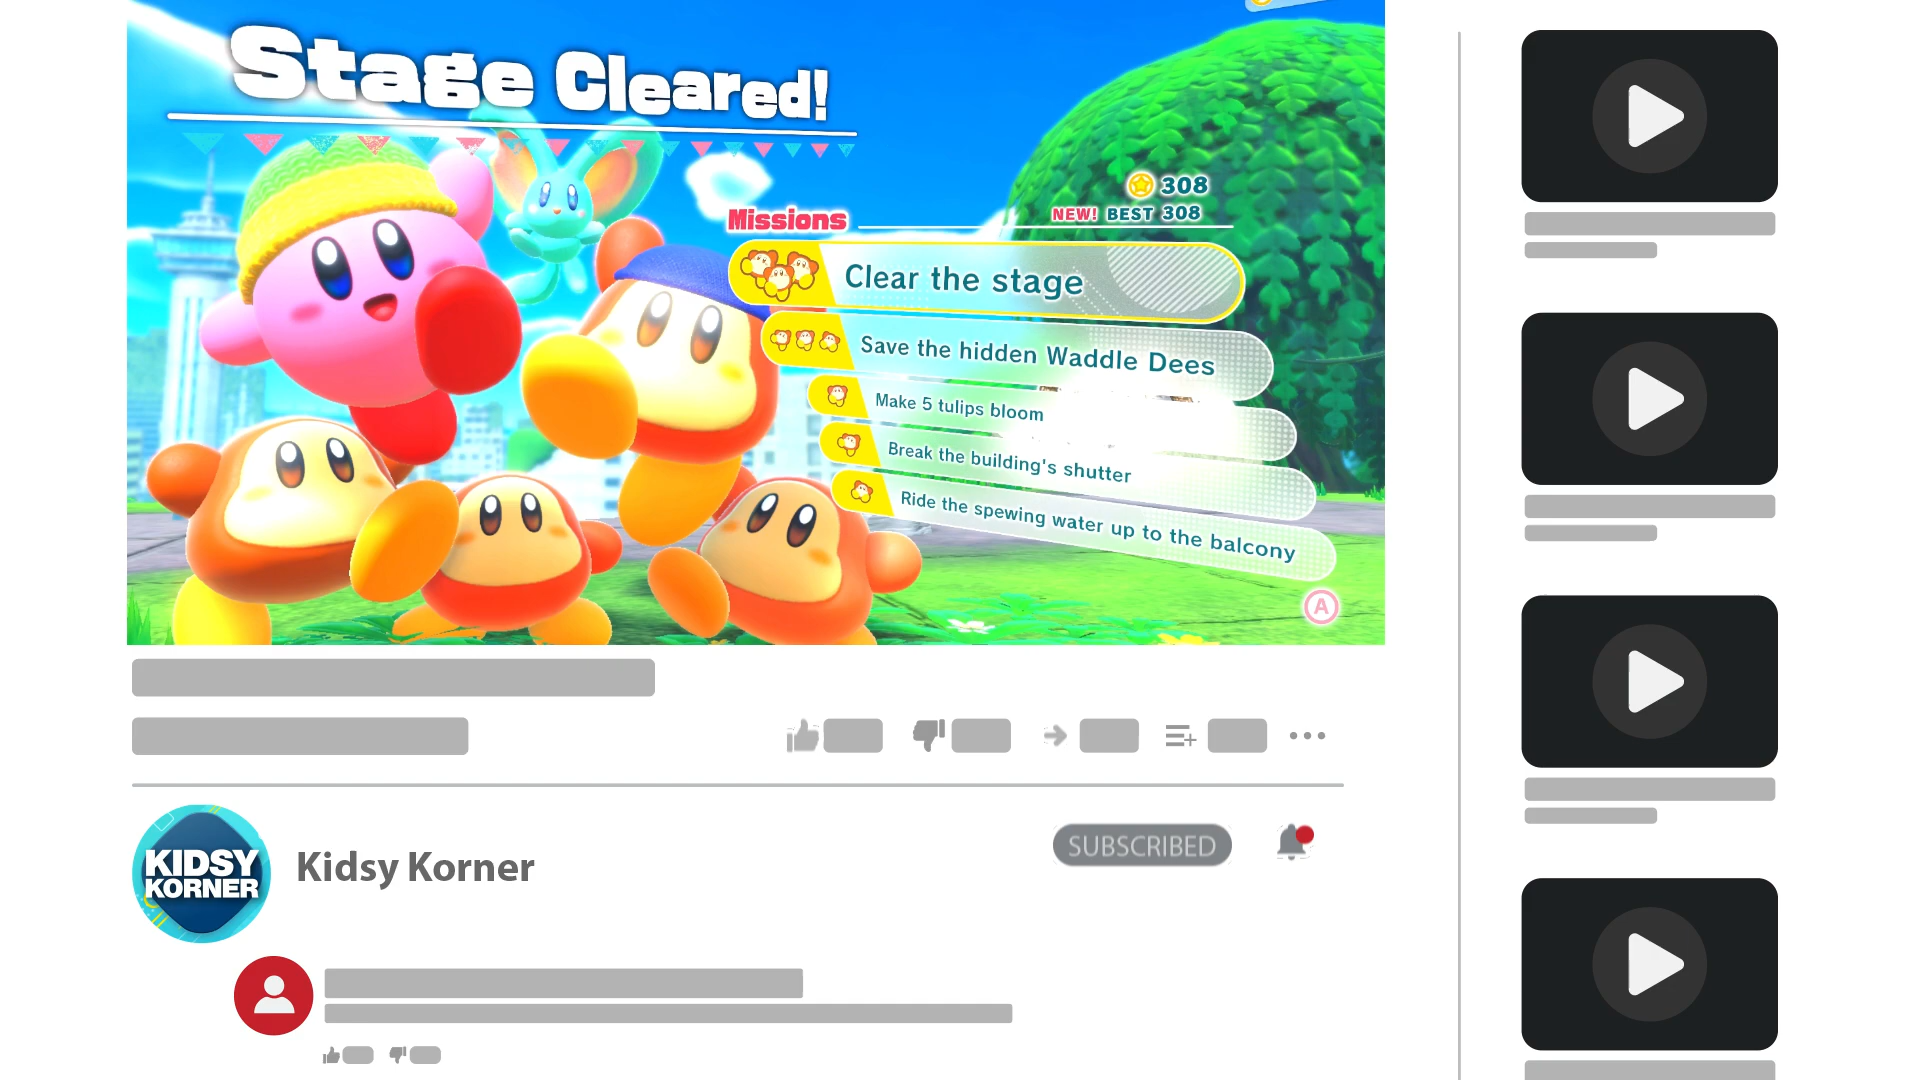 Stage Cleared!
308
NEW! BEST 308
Missions
Clear the stage
Save the hidden Waddle Dees
Make 5 tulips bloom
Break the building's shutter
Ride the spewing water up to the balcony
A
KIDSY
KORNER
Kidsy Korner
SUBSCRIBED